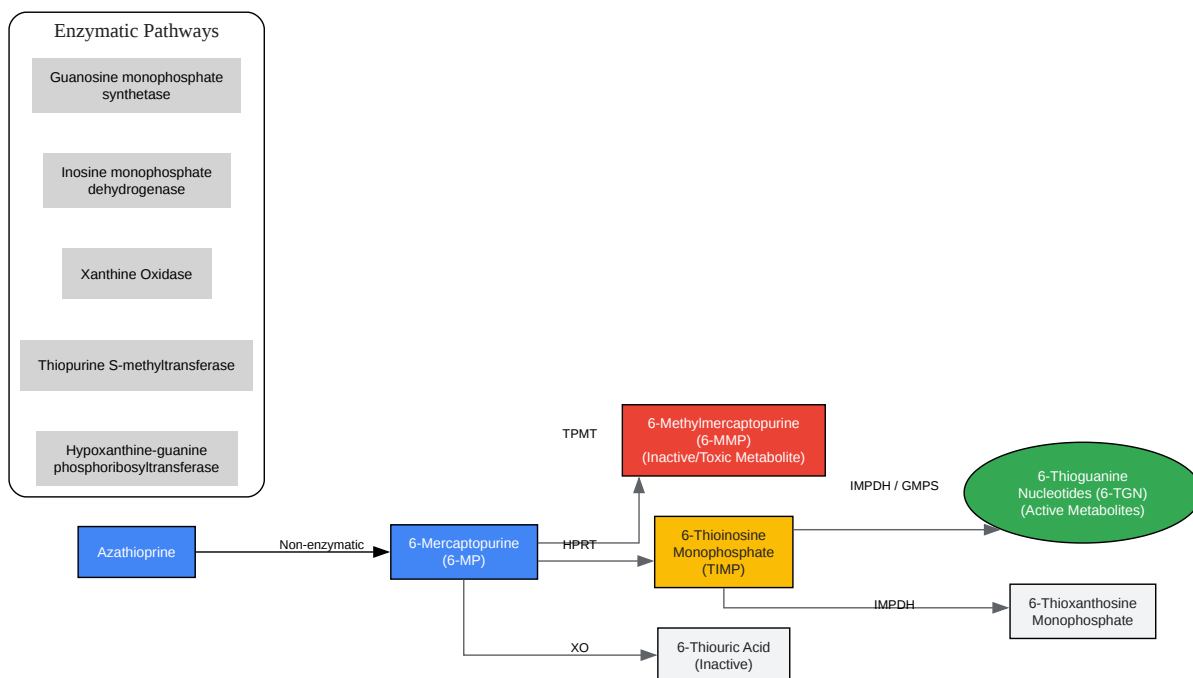 Enzymatic Pathways
Guanosine monophosphate
synthetase
Inosine monophosphate
dehydrogenase
Xanthine Oxidase
Thiopurine S-methyltransferase
Hypoxanthine-guanine
phosphoribosyltransferase
Azathioprine
Non-enzymatic
6-Mercaptopurine
(6-MP)
TPMT
6-Methylmercaptopurine
(6-MMP)
(Inactive/Toxic Metabolite)
HPRT
6-Thioinosine
Monophosphate
(TIMP)
XO
6-Thiouric Acid
(Inactive)
IMPDH / GMPS
6-Thioguanine
Nucleotides (6-TGN)
(Active Metabolites)
IMPDH
6-Thioxanthosine
Monophosphate